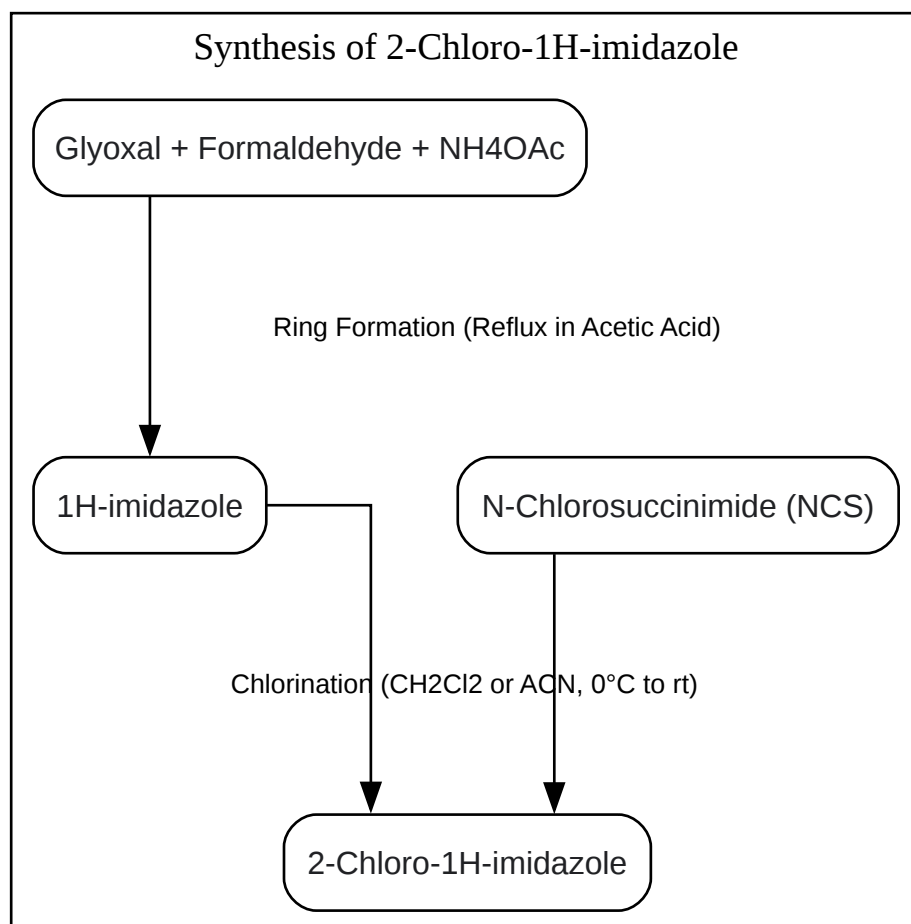 Synthesis of 2-Chloro-1H-imidazole
Glyoxal + Formaldehyde + NH4OAc
Ring Formation (Reflux in Acetic Acid)
1H-imidazole
N-Chlorosuccinimide (NCS)
Chlorination (CH2Cl2 or ACN, 0°C to rt)
2-Chloro-1H-imidazole